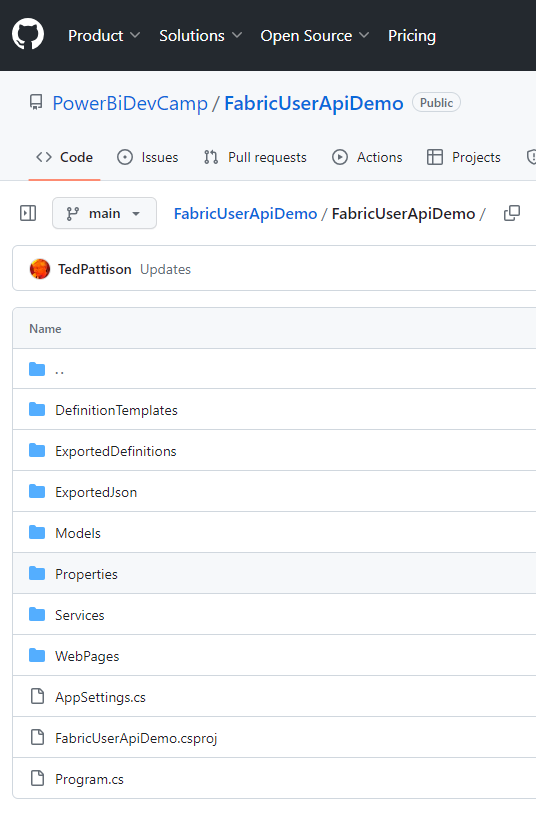 Product Solutions Open Source Pricing
PowerBiDevCamp / FabricUserApiDemo Public
Code Issues Pull requests Actions Projects
main FabricUserApiDemo / FabricUserApiDemo /
TedPattison Updates
Name
..
DefinitionTemplates
ExportedDefinitions
ExportedJson
Models
Properties
Services
WebPages
AppSettings.cs
FabricUserApiDemo.csproj
Program.cs